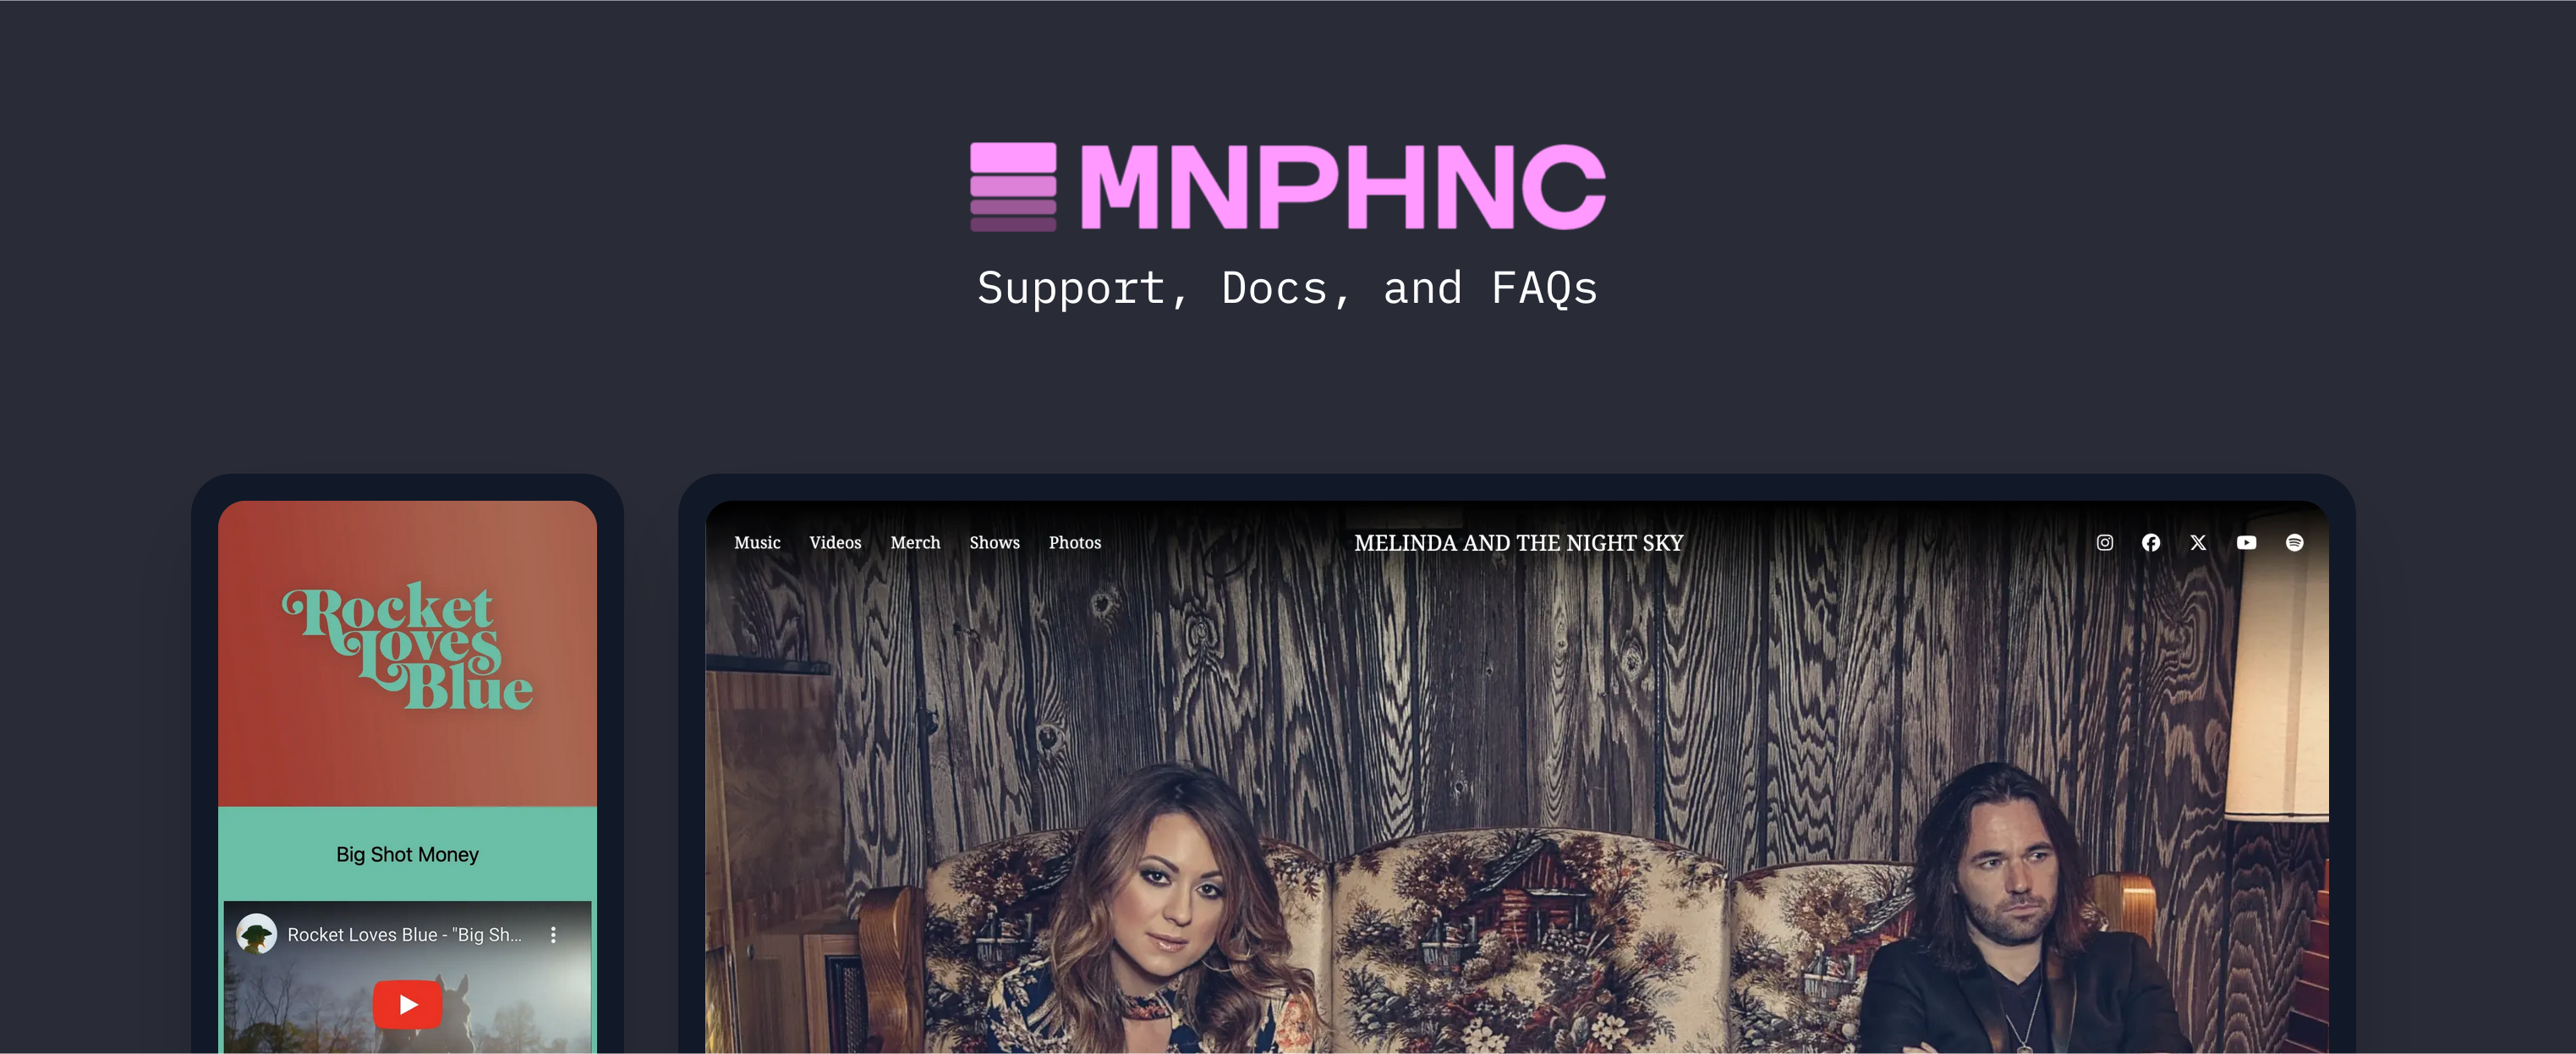 MNPHNC
Support, Docs, and FAQs
Rocket
Loves
Blue
Big Shot Money
Rocket Loves Blue - "Big Sh...
Music Videos Merch Shows Photos MELINDA AND THE NIGHT SKY